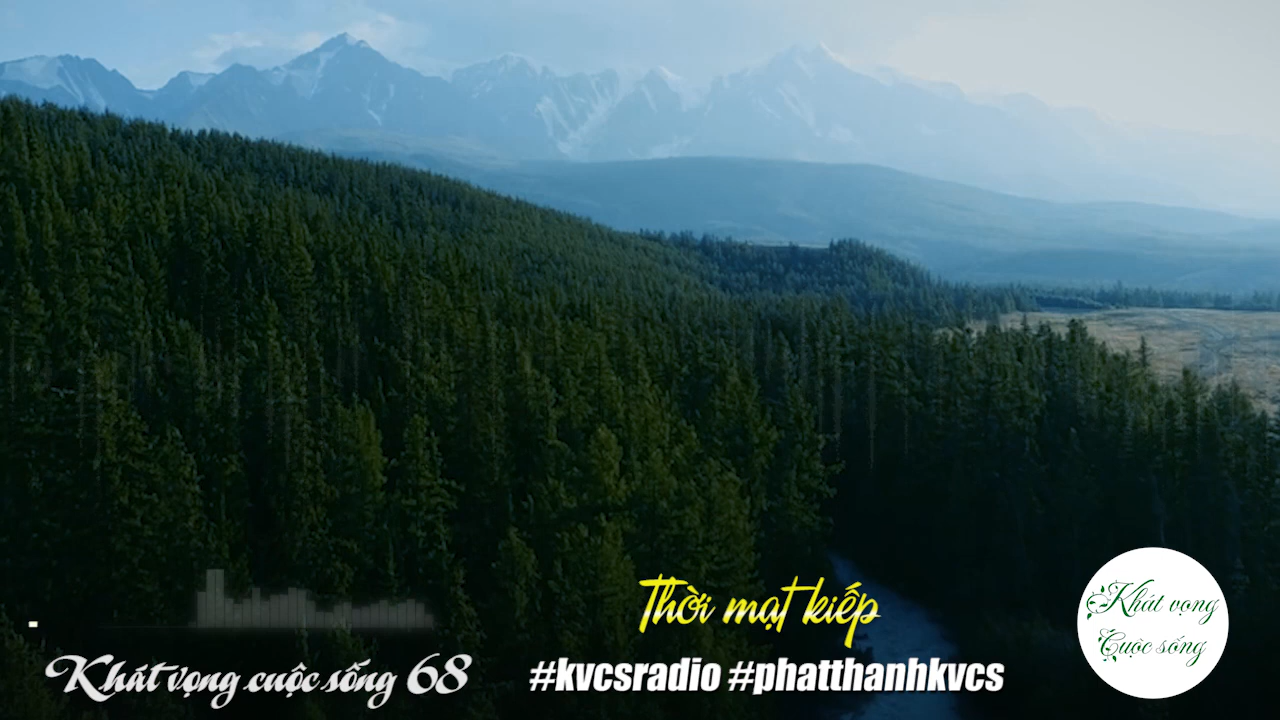 Thời mạt kiếp
Khát vọng cuộc sống 68
#kvcsradio #phatthanhkvcs
Khát vọng
Cuộc sống